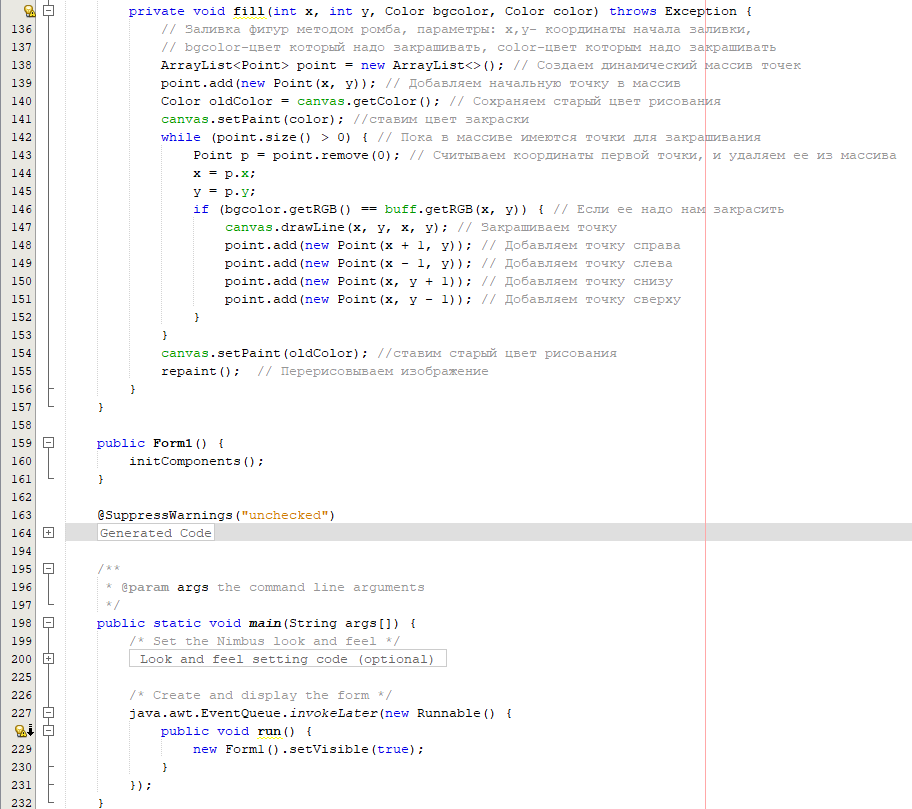 private void fill(int x, int y, Color bgcolor, Color color) throws Exception {
136 // Заливка фигур методом ромба, параметры: x,y- координаты начала заливки,
137 // bgcolor-цвет который надо закрашивать, color-цвет которым надо закрашивать
138 ArrayList<Point> point = new ArrayList<>(); // Создаем динамический массив точек
139 point.add(new Point(x, y)); // Добавляем начальную точку в массив
140 Color oldColor = canvas.getColor(); // Сохраняем старый цвет рисования
141 canvas.setPaint(color); //ставим цвет закраски
142 while (point.size() > 0) { // Пока в массиве имеются точки для закрашивания
143 Point p = point.remove(0); // Считываем координаты первой точки, и удаляем ее из массива
144 x = p.x;
145 y = p.y;
146 if (bgcolor.getRGB() == buff.getRGB(x, y)) { // Если ее надо нам закрасить
147 canvas.drawLine(x, y, x, y); // Закрашиваем точку
148 point.add(new Point(x + 1, y)); // Добавляем точку справа
149 point.add(new Point(x - 1, y)); // Добавляем точку слева
150 point.add(new Point(x, y + 1)); // Добавляем точку снизу
151 point.add(new Point(x, y - 1)); // Добавляем точку сверху
152 }
153 }
154 canvas.setPaint(oldColor); //ставим старый цвет рисования
155 repaint(); // Перерисовываем изображение
156 }
157 }
158
159 public Form1() {
160 initComponents();
161 }
162
163 @SuppressWarnings("unchecked")
164 Generated Code
194
195 /**
196 * @param args the command line arguments
197 */
198 public static void main(String args[]) {
199 /* Set the Nimbus look and feel */
200 Look and feel setting code (optional)
225
226 /* Create and display the form */
227 java.awt.EventQueue.invokeLater(new Runnable() {
public void run() {
229 new Form1().setVisible(true);
230 }
231 });
232 }